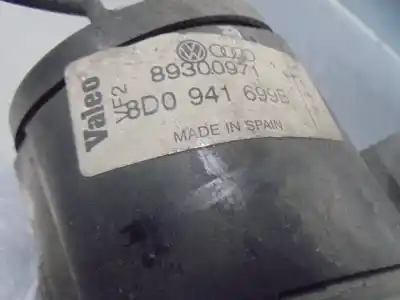 Valeo
VF2
89300971
8D0 941 699B
MADE IN SPAIN